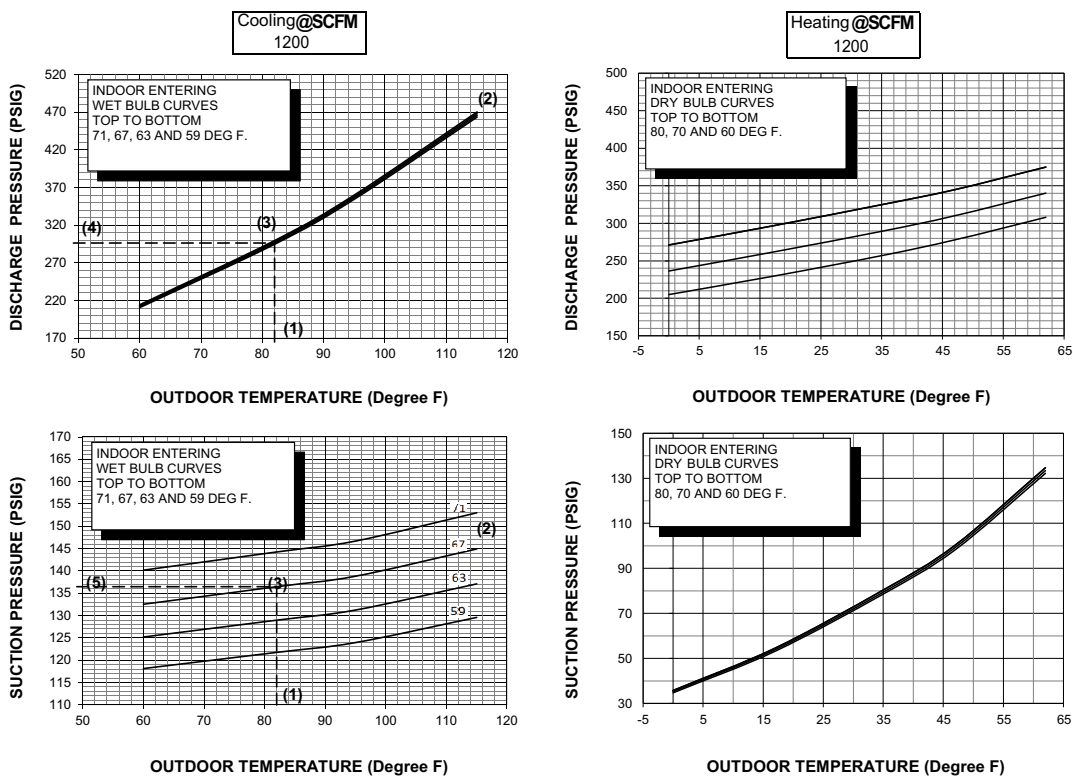 Cooling@SCFM
1200
Heating @SCFM
1200
DISCHARGE PRESSURE (PSIG)
520
470
420
370
320
270
220
170
INDOOR ENTERING
WET BULB CURVES
TOP TO BOTTOM
71, 67, 63 AND 59 DEG F.
(2)
(3)
(4)
(1)
50 60 70 80 90 100 110 120
OUTDOOR TEMPERATURE (Degree F)
DISCHARGE PRESSURE (PSIG)
500
450
400
350
300
250
200
150
INDOOR ENTERING
DRY BULB CURVES
TOP TO BOTTOM
80, 70 AND 60 DEG F.
-5 5 15 25 35 45 55 65
OUTDOOR TEMPERATURE (Degree F)
SUCTION PRESSURE (PSIG)
170
165
160
155
150
145
140
135
130
125
120
115
110
INDOOR ENTERING
WET BULB CURVES
TOP TO BOTTOM
71, 67, 63 AND 59 DEG F.
71
(2)
67
63
59
(5)
(3)
(1)
50 60 70 80 90 100 110 120
OUTDOOR TEMPERATURE (Degree F)
SUCTION PRESSURE (PSIG)
150
130
110
90
70
50
30
INDOOR ENTERING
DRY BULB CURVES
TOP TO BOTTOM
80, 70 AND 60 DEG F.
-5 5 15 25 35 45 55 65
OUTDOOR TEMPERATURE (Degree F)